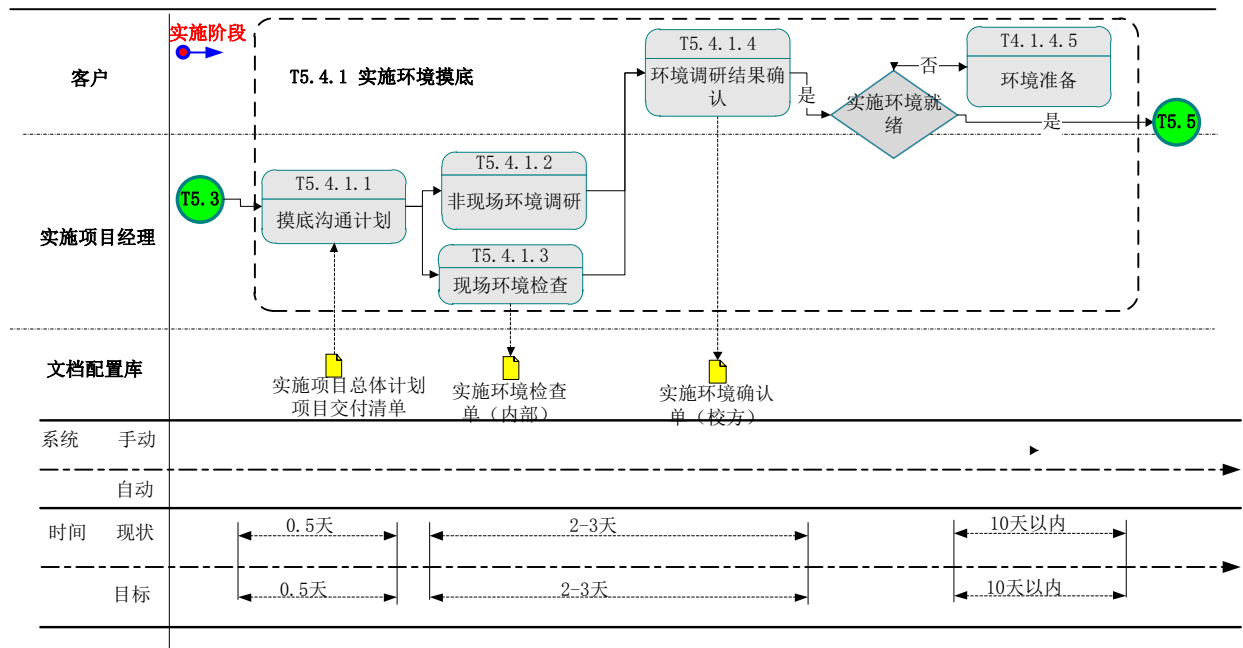 实施阶段
客户
T5.4.1 实施环境摸底
T5.4.1.4
环境调研结果确
认
是
实施环境就
绪
否
T4.1.4.5
环境准备
是
T5.5
实施项目经理
T5.3
T5.4.1.1
摸底沟通计划
T5.4.1.2
非现场环境调研
T5.4.1.3
现场环境检查
文档配置库
实施项目总体计划
项目交付清单
实施环境检查
单（内部）
实施环境确认
单（校方）
系统 手动
自动
时间 现状
0.5天
2-3天
10天以内
目标
0.5天
2-3天
10天以内